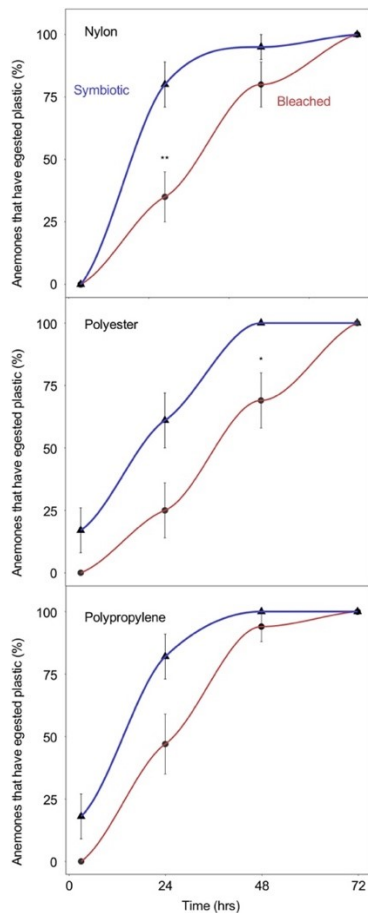 Nylon
Symbiotic
Bleached
**
100
75
50
25
0
Anemones that have egested plastic (%)
Polyester
*
100
75
50
25
0
Anemones that have egested plastic (%)
Polypropylene
100
75
50
25
0
Anemones that have egested plastic (%)
0 24 48 72
Time (hrs)